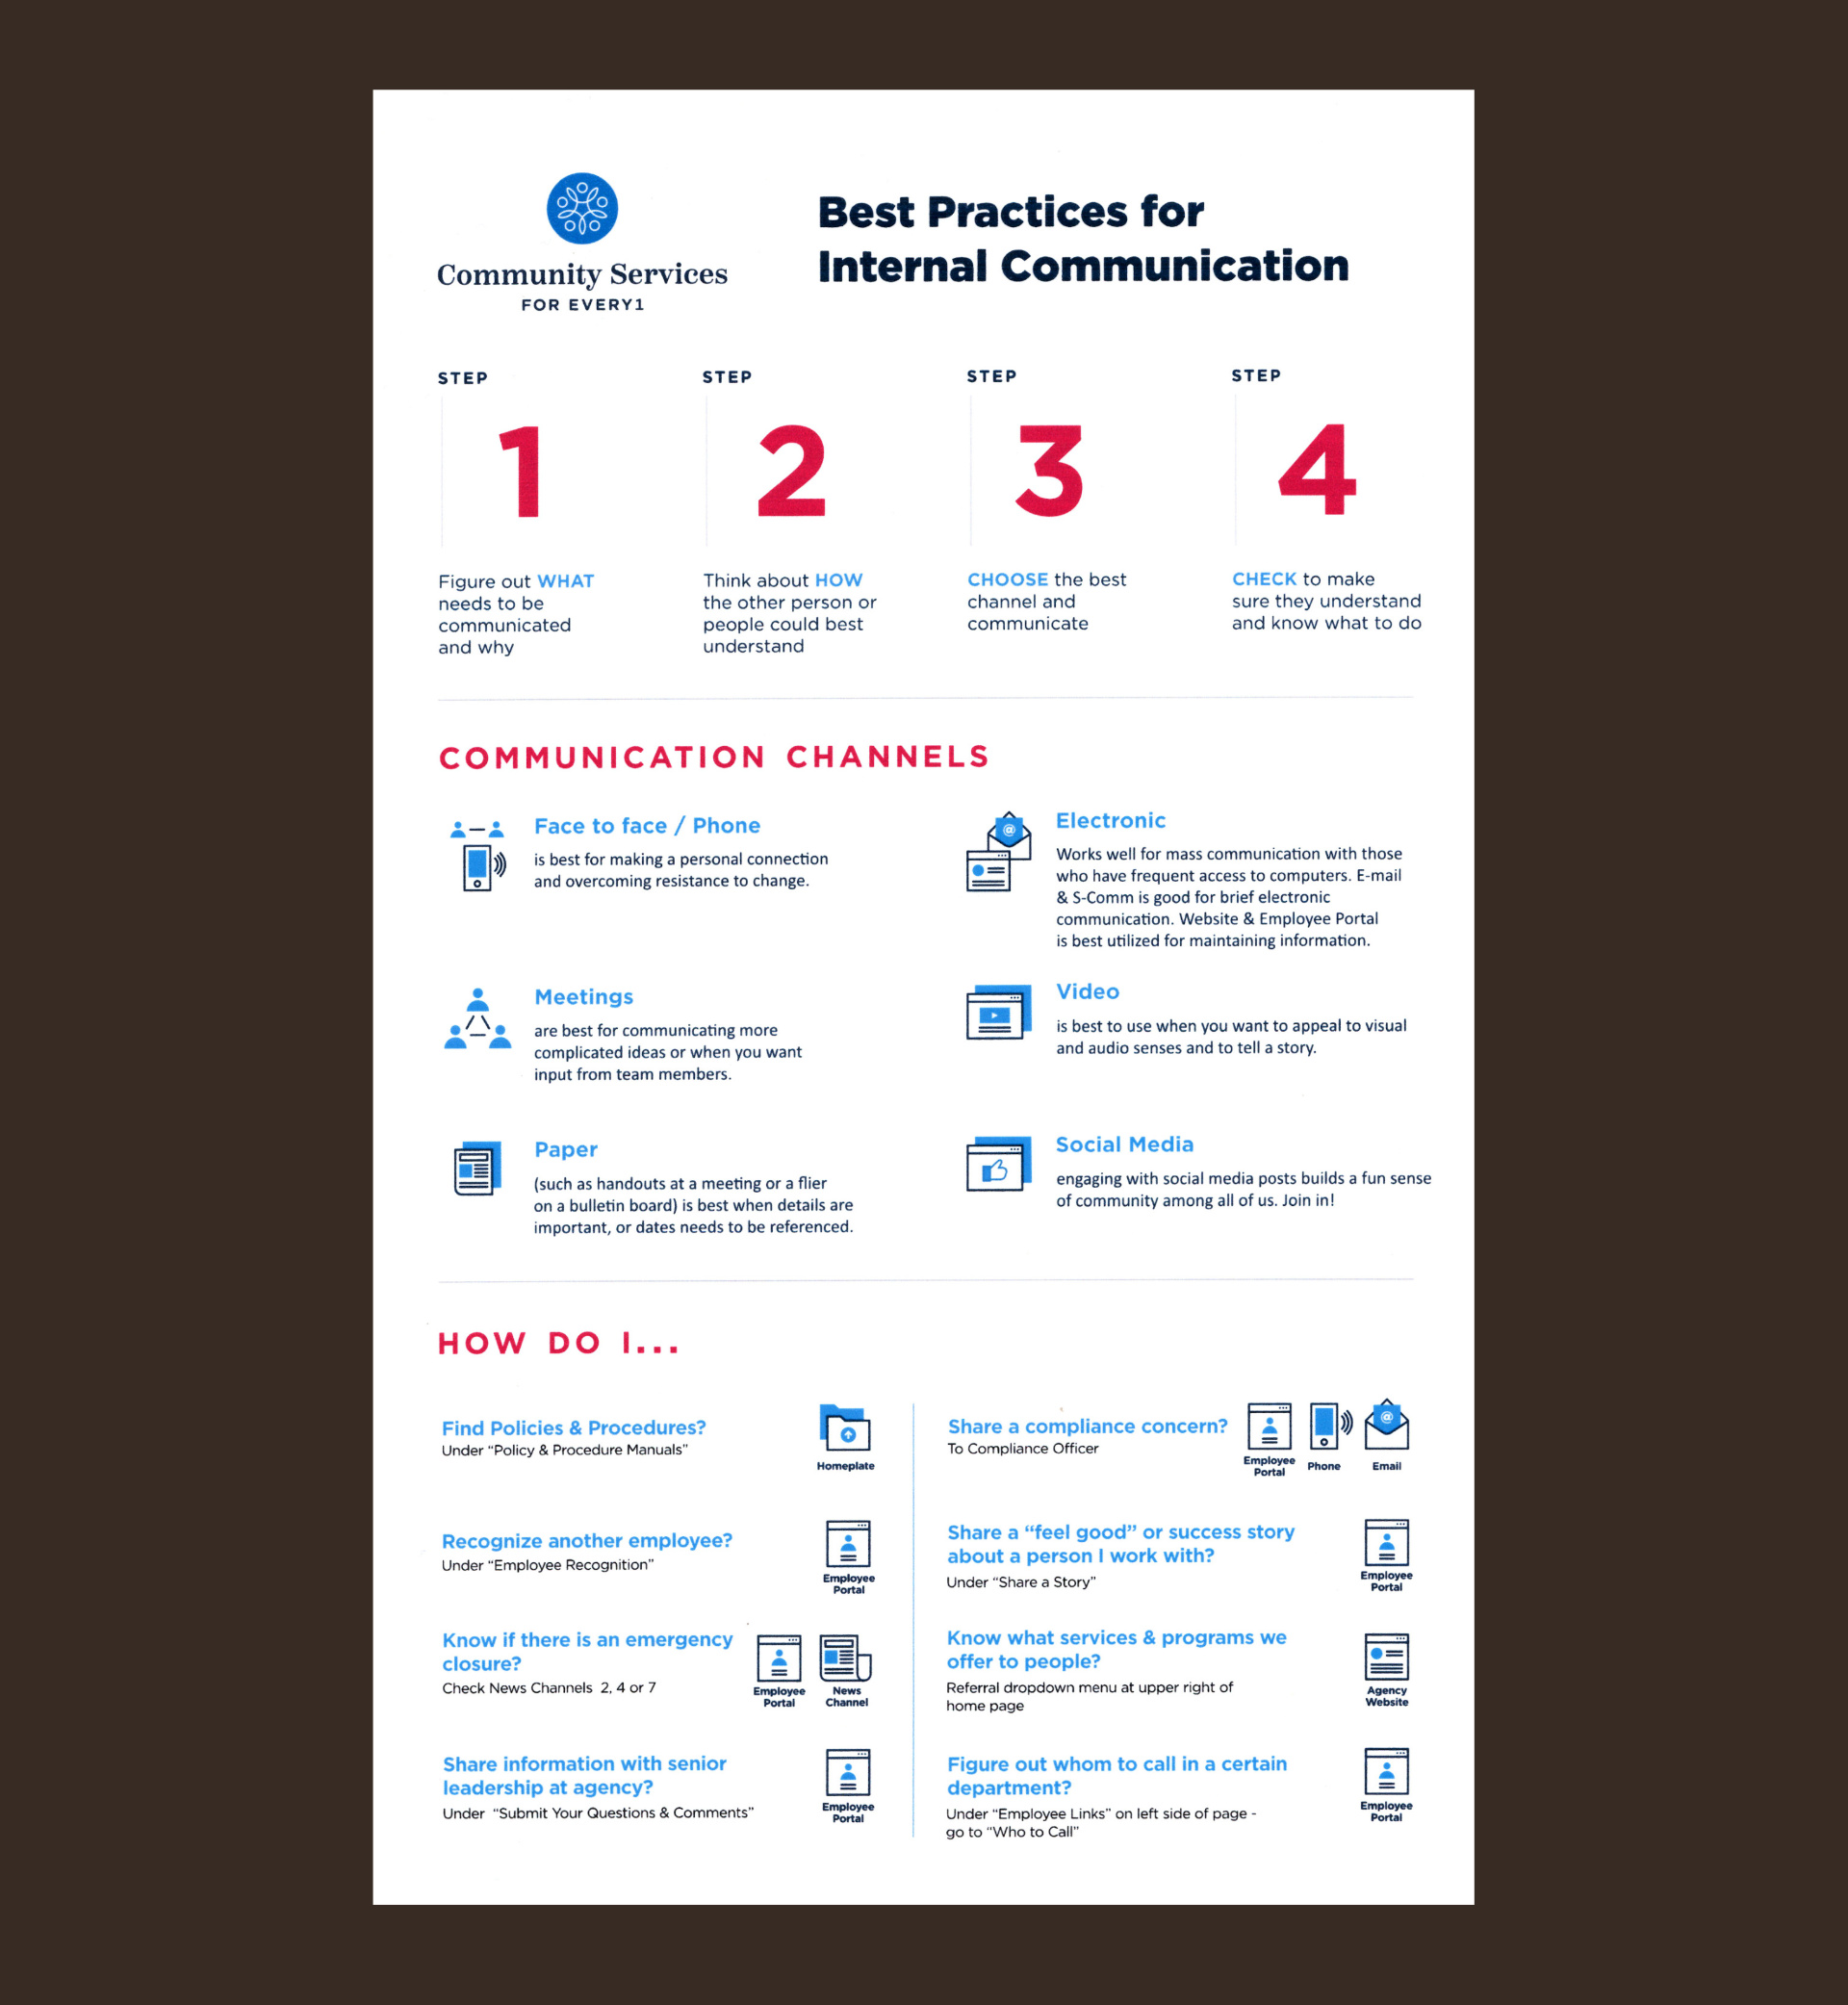 Community Services
FOR EVERY1
Best Practices for
Internal Communication
STEP
1
Figure out WHAT
needs to be
communicated
and why
STEP
2
Think about HOW
the other person or
people could best
understand
STEP
3
CHOOSE the best
channel and
communicate
STEP
4
CHECK to make
sure they understand
and know what to do
COMMUNICATION CHANNELS
Face to face / Phone
is best for making a personal connection
and overcoming resistance to change.
@
Electronic
Works well for mass communication with those
who have frequent access to computers. E-mail
& S-Comm is good for brief electronic
communication. Website & Employee Portal
is best utilized for maintaining information.
Meetings
are best for communicating more
complicated ideas or when you want
input from team members.
Video
is best to use when you want to appeal to visual
and audio senses and to tell a story.
Paper
(such as handouts at a meeting or a flier
on a bulletin board) is best when details are
important, or dates needs to be referenced.
Social Media
engaging with social media posts builds a fun sense
of community among all of us. Join in!
HOW DO I...
Find Policies & Procedures?
Under “Policy & Procedure Manuals”
Homeplate
Recognize another employee?
Under “Employee Recognition”
Employee
Portal
Know if there is an emergency
closure?
Check News Channels 2, 4 or 7
Employee
Portal
News
Channel
Share information with senior
leadership at agency?
Under “Submit Your Questions & Comments”
Employee
Portal
Share a compliance concern?
To Compliance Officer
Employee
Portal
Phone
@
Email
Share a “feel good” or success story
about a person I work with?
Under “Share a Story”
Employee
Portal
Know what services & programs we
offer to people?
Referral dropdown menu at upper right of
home page
Agency
Website
Figure out whom to call in a certain
department?
Under “Employee Links” on left side of page -
go to “Who to Call”
Employee
Portal